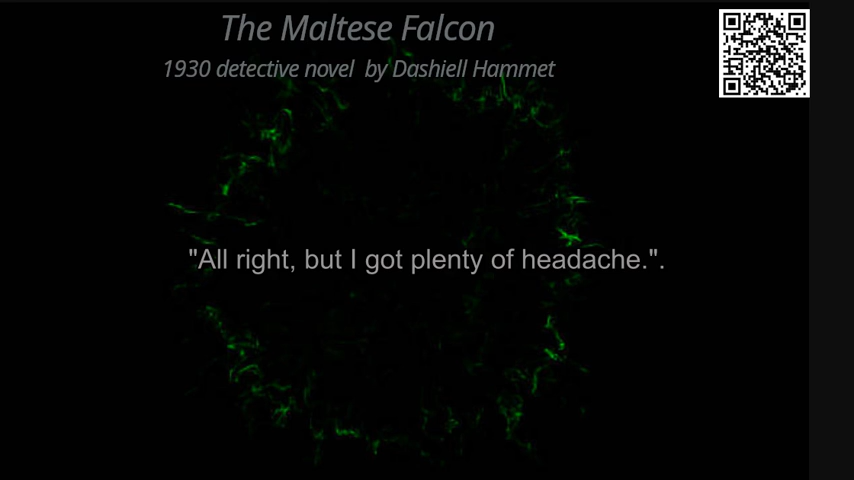 The Maltese Falcon
1930 detective novel  by Dashiell Hammet
"All right, but I got plenty of headache.".